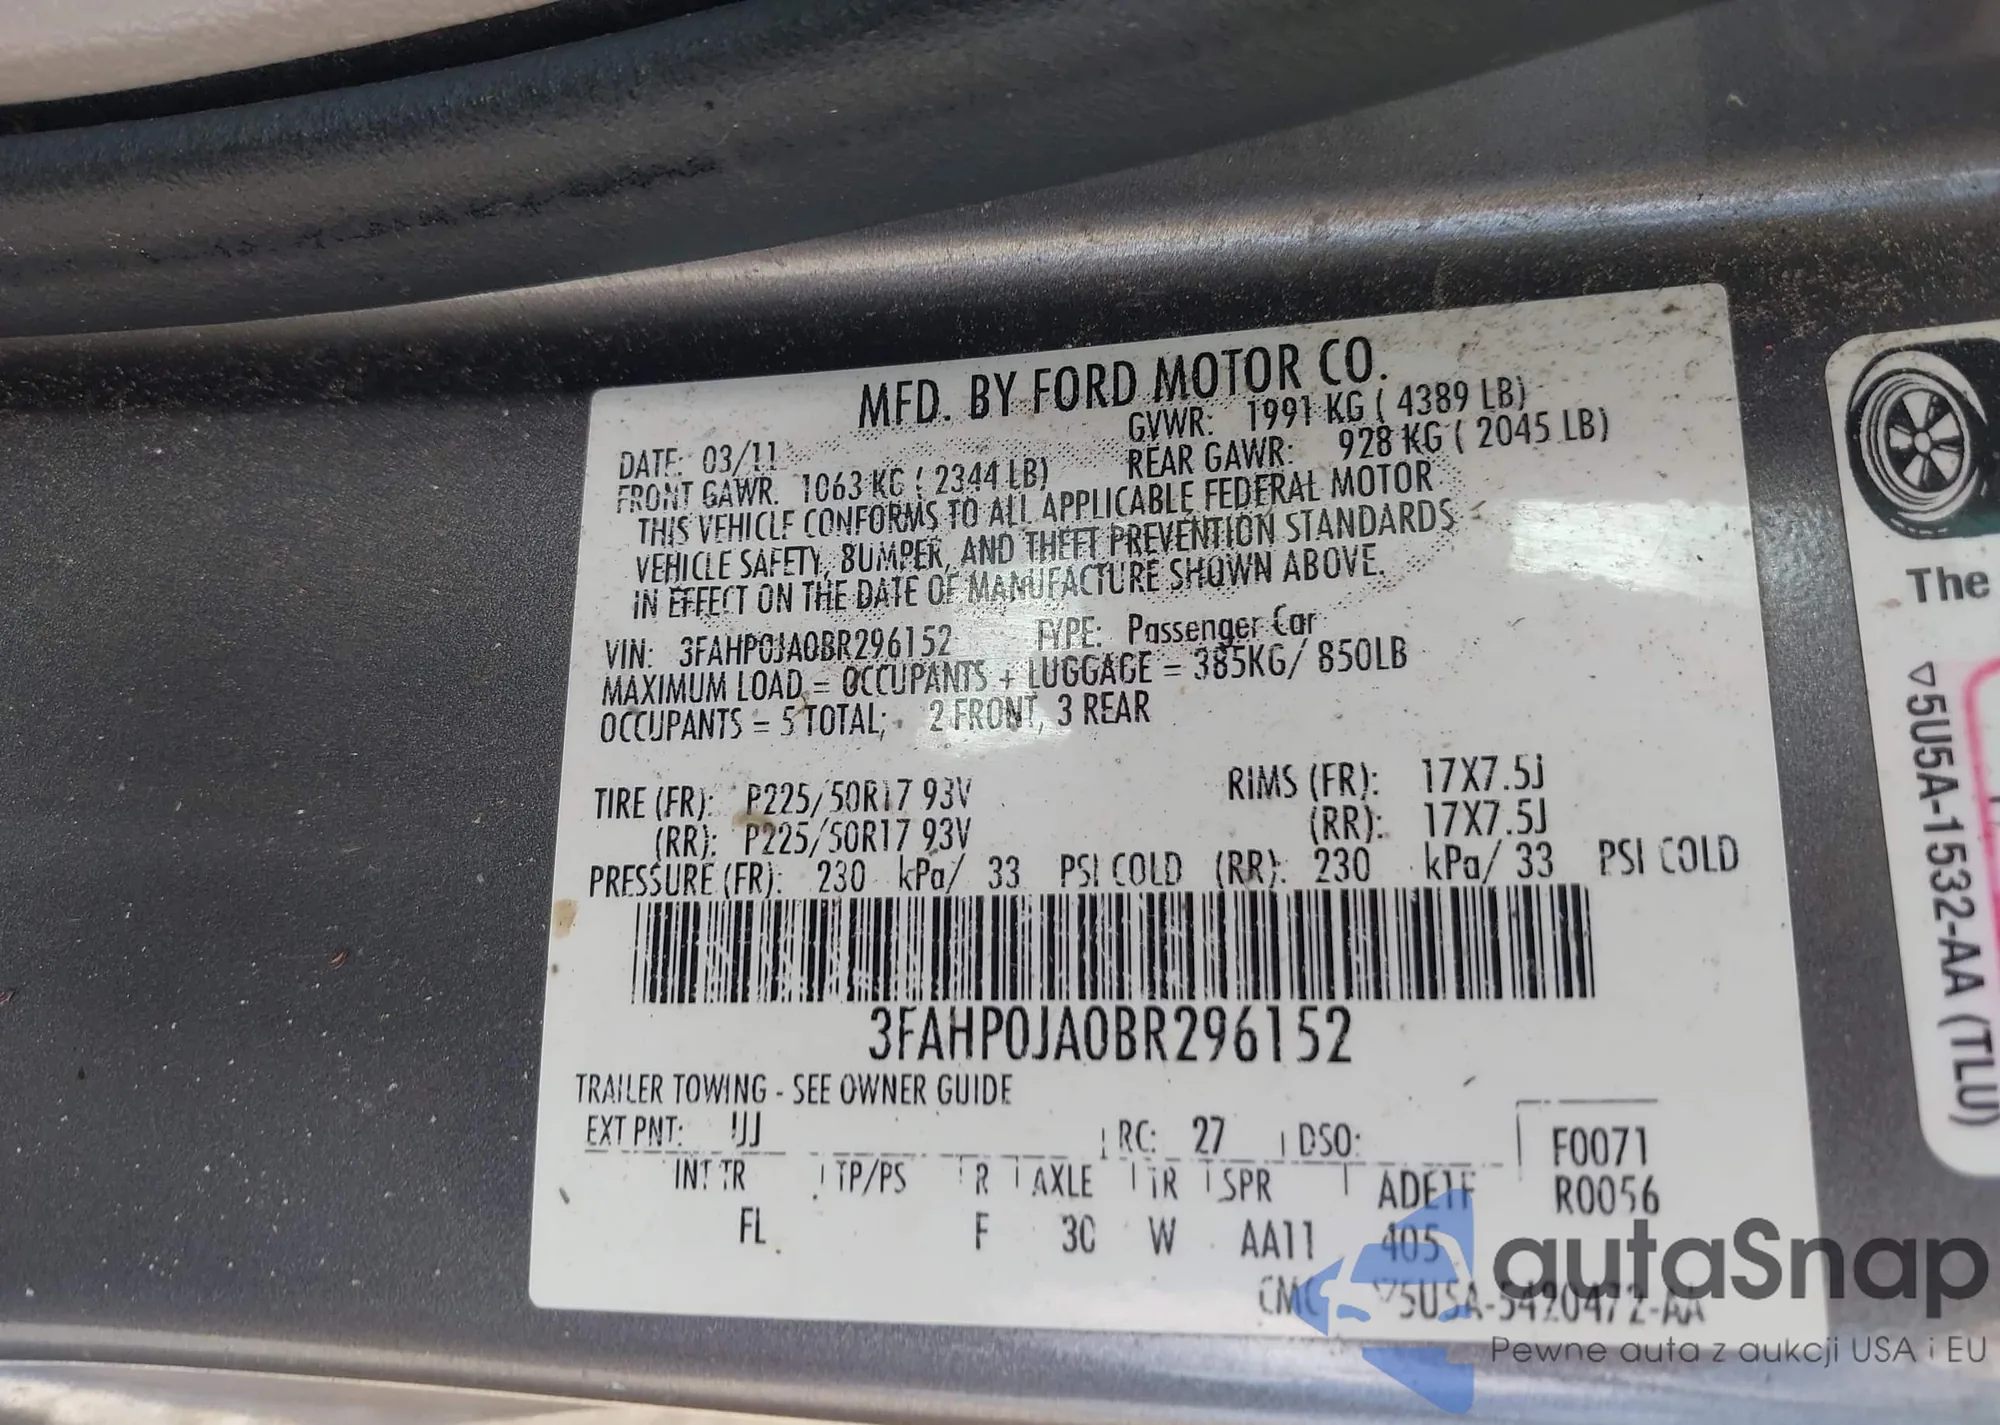 MFD. BY FORD MOTOR CO.
DATE: 03/11 GVWR: 1991 KG ( 4389 LB)
FRONT GAWR: 1063 KG ( 2344 LB) REAR GAWR: 928 KG ( 2045 LB)
THIS VEHICLE CONFORMS TO ALL APPLICABLE FEDERAL MOTOR
VEHICLE SAFETY, BUMPER, AND THEFT PREVENTION STANDARDS
IN EFFECT ON THE DATE OF MANUFACTURE SHOWN ABOVE.
VIN: 3FAHP0JA0BR296152 TYPE: Passenger Car
MAXIMUM LOAD = OCCUPANTS + LUGGAGE = 385KG/ 850LB
OCCUPANTS = 5 TOTAL; 2 FRONT, 3 REAR
TIRE (FR): P225/50R17 93V RIMS (FR): 17X7.5J
(RR): P225/50R17 93V (RR): 17X7.5J
PRESSURE (FR): 230 kPa/ 33 PSI COLD (RR): 230 kPa/ 33 PSI COLD
3FAHP0JA0BR296152
TRAILER TOWING - SEE OWNER GUIDE
EXT PNT: UJ RC: 27 DSO: F0071
INT TR TP/PS R AXLE TR SPR R0056
FL F 30 W AA11 405
▽5U5A-5420472-AA
The
▽5U5A-1532-AA (TLU)
autaSnap
Pewne auta z aukcji USA i EU